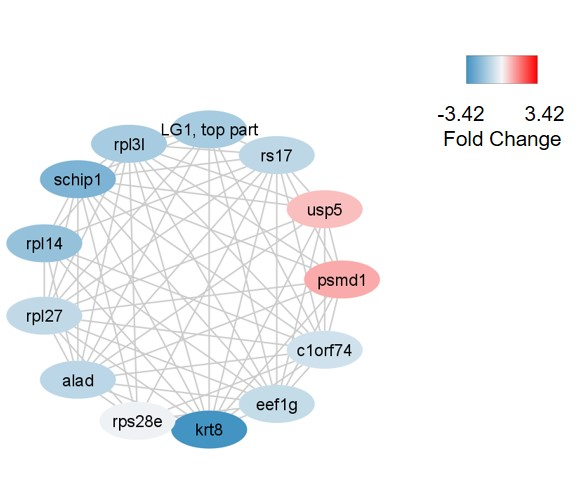 LG1, top part
rpl3l
rs17
schip1
usp5
rpl14
psmd1
rpl27
c1orf74
alad
eef1g
rps28e
krt8
-3.42 3.42
Fold Change